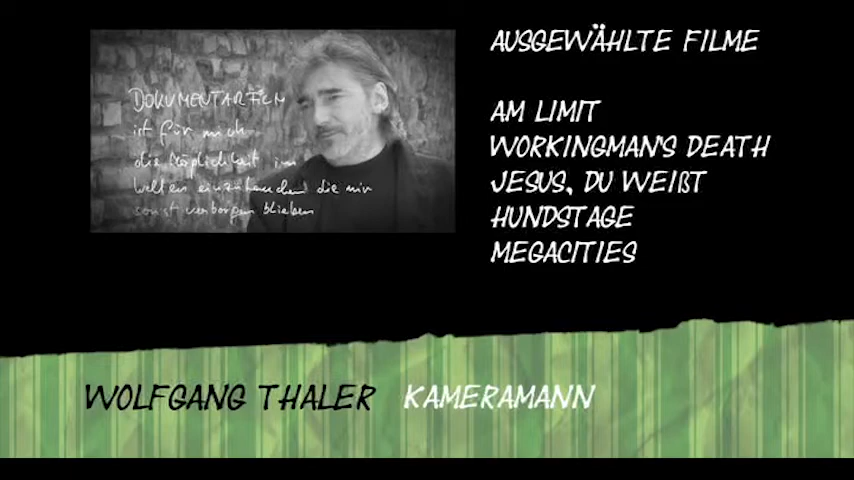 AUSGEWÄHLTE FILME
AM LIMIT
WORKINGMAN'S DEATH
JESUS, DU WEIßT
HUNDSTAGE
MEGACITIES
DOKUMENTARFILM
ist für mich
die Möglichkeit in
Welten einzutauchen die mir
sonst verborgen blieben
WOLFGANG THALER KAMERAMANN